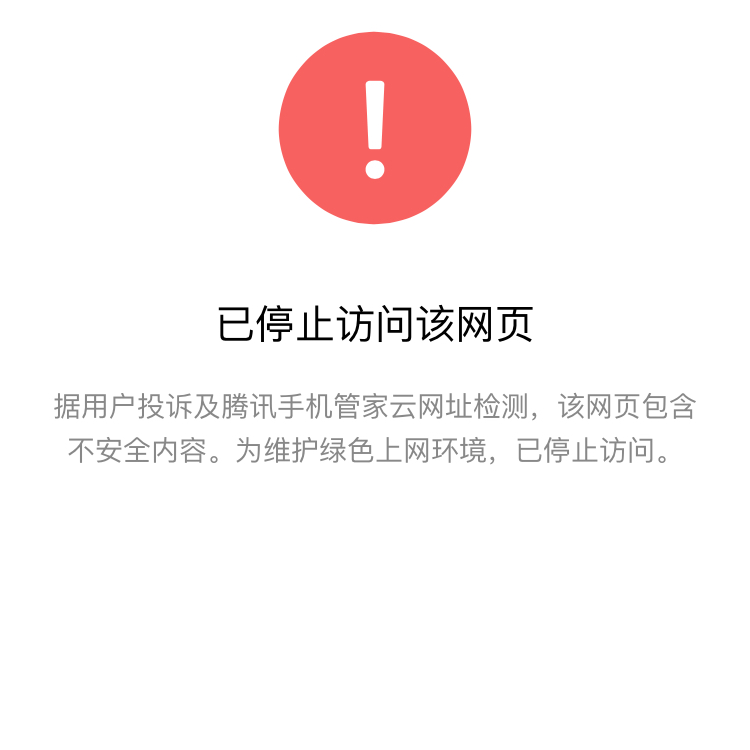 已停止访问该网页
据用户投诉及腾讯手机管家云网址检测，该网页包含
不安全内容。为维护绿色上网环境，已停止访问。